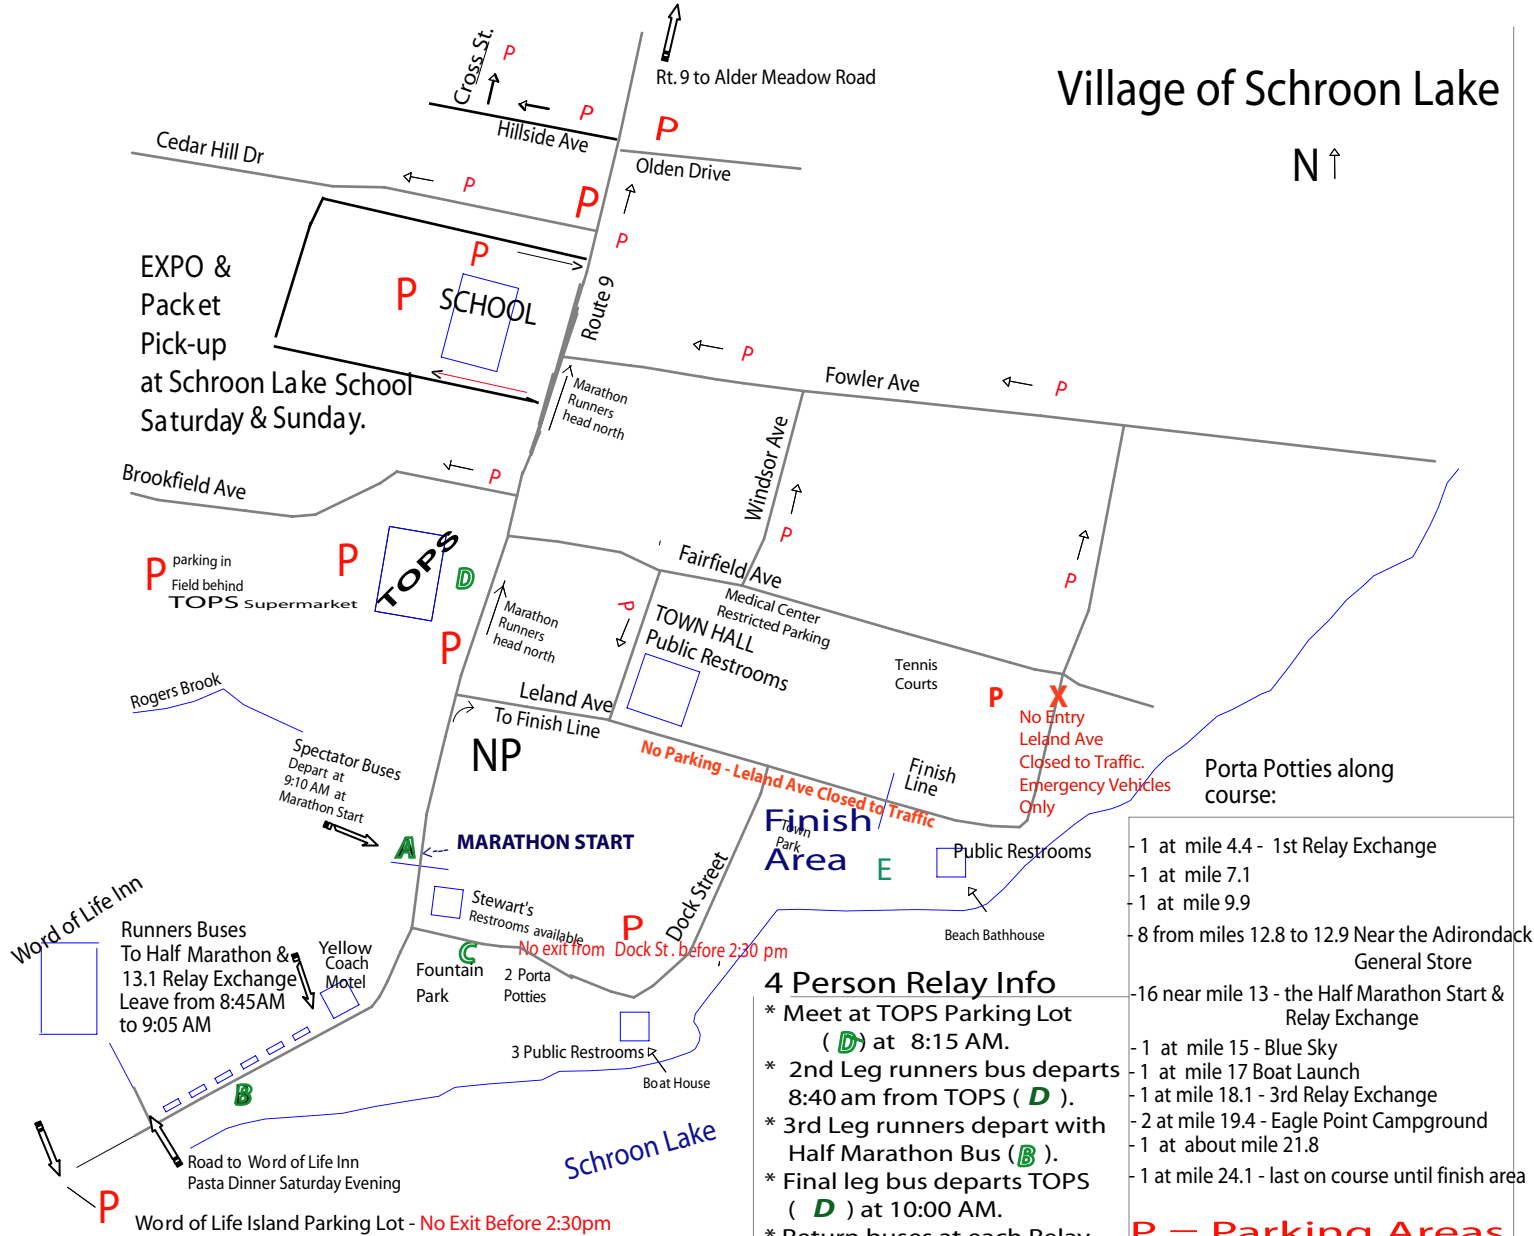 Village of Schroon Lake
N
Rt. 9 to Alder Meadow Road
Cross St.
P
P
Hillside Ave
P
Olden Drive
Cedar Hill Dr
P
P
P
EXPO &
Packet
Pick-up
at Schroon Lake School
Saturday & Sunday.
P
P
SCHOOL
Route 9
P
Fowler Ave
P
Marathon
Runners
head north
Windsor Ave
P
P
Brookfield Ave
P
P
parking in
Field behind
TOPS Supermarket
P
TOPS
D
P
Marathon
Runners
head north
P
Fairfield Ave
Medical Center
Restricted Parking
TOWN HALL
Public Restrooms
Tennis
Courts
P
X
No Entry
Leland Ave
Closed to Traffic.
Emergency Vehicles
Only
Rogers Brook
Leland Ave
To Finish Line
NP
No Parking - Leland Ave Closed to Traffic
Finish
Line
Spectator Buses
Depart at
9:10 AM at
Marathon Start
A
MARATHON START
Finish
Area
Town
Park
E
Public Restrooms
Beach Bathhouse
Stewart's
Restrooms available
P
Dock Street
No exit from Dock St. before 2:30 pm
C
Fountain
Park
2 Porta
Potties
3 Public Restrooms
Boat House
Word of Life Inn
Runners Buses
To Half Marathon &
13.1 Relay Exchange
Leave from 8:45AM
to 9:05 AM
Yellow
Coach
Motel
B
Road to Word of Life Inn
Pasta Dinner Saturday Evening
P
Word of Life Island Parking Lot - No Exit Before 2:30pm
Schroon Lake
4 Person Relay Info
* Meet at TOPS Parking Lot
( D ) at 8:15 AM.
* 2nd Leg runners bus departs
8:40 am from TOPS ( D ).
* 3rd Leg runners depart with
Half Marathon Bus ( B ).
* Final leg bus departs TOPS
( D ) at 10:00 AM.
* Return buses at each Relay
Porta Potties along
course:
- 1 at mile 4.4 - 1st Relay Exchange
- 1 at mile 7.1
- 1 at mile 9.9
- 8 from miles 12.8 to 12.9 Near the Adirondack
General Store
-16 near mile 13 - the Half Marathon Start &
Relay Exchange
- 1 at mile 15 - Blue Sky
- 1 at mile 17 Boat Launch
- 1 at mile 18.1 - 3rd Relay Exchange
- 2 at mile 19.4 - Eagle Point Campground
- 1 at about mile 21.8
- 1 at mile 24.1 - last on course until finish area
P = Parking Areas